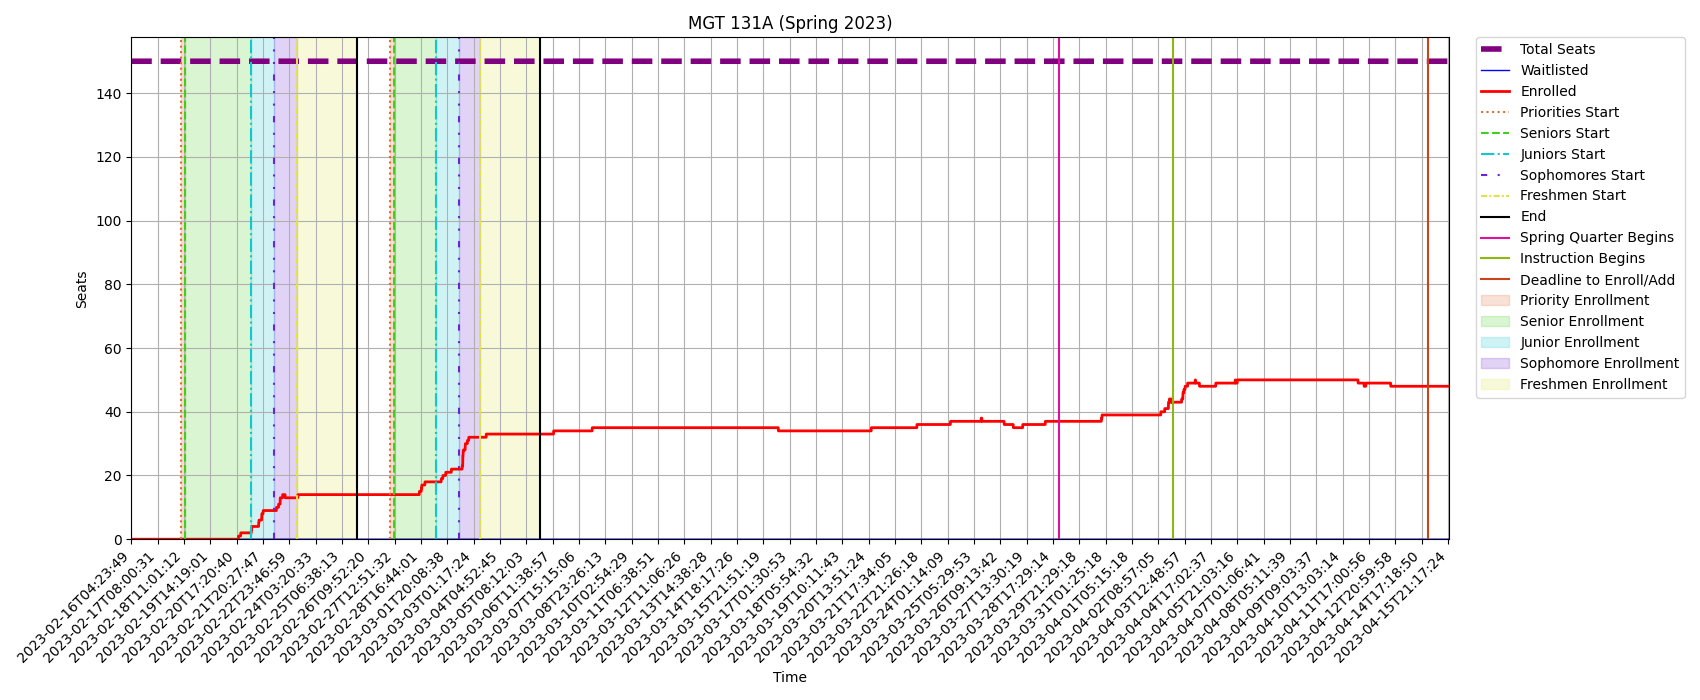 MGT 131A (Spring 2023)
Seats
140
120
100
80
60
40
20
0
2023-02-16T04:23:49
2023-02-17T08:00:31
2023-02-18T11:01:12
2023-02-19T14:19:01
2023-02-20T17:20:40
2023-02-21T20:27:47
2023-02-22T23:46:59
2023-02-24T03:20:33
2023-02-25T06:38:13
2023-02-26T09:52:20
2023-02-27T12:51:32
2023-02-28T16:44:01
2023-03-01T20:08:38
2023-03-03T01:17:24
2023-03-04T04:52:45
2023-03-05T08:12:03
2023-03-06T11:38:57
2023-03-07T15:15:06
2023-03-08T23:26:13
2023-03-10T02:54:29
2023-03-11T06:38:51
2023-03-12T11:06:28
2023-03-13T14:38:28
2023-03-14T18:17:26
2023-03-15T21:51:19
2023-03-17T01:30:53
2023-03-18T05:54:32
2023-03-19T10:11:43
2023-03-20T13:51:24
2023-03-21T17:34:05
2023-03-22T21:26:18
2023-03-24T01:14:09
2023-03-25T05:29:53
2023-03-26T09:13:42
2023-03-27T13:30:19
2023-03-28T17:29:14
2023-03-29T21:29:18
2023-03-31T01:25:18
2023-04-01T05:15:18
2023-04-02T08:57:05
2023-04-03T12:48:57
2023-04-04T17:02:37
2023-04-05T21:03:16
2023-04-07T01:06:41
2023-04-08T05:11:39
2023-04-09T09:03:37
2023-04-10T13:03:14
2023-04-11T17:00:56
2023-04-12T20:59:58
2023-04-14T17:18:50
2023-04-15T21:17:24
Time
Total Seats
Waitlisted
Enrolled
Priorities Start
Seniors Start
Juniors Start
Sophomores Start
Freshmen Start
End
Spring Quarter Begins
Instruction Begins
Deadline to Enroll/Add
Priority Enrollment
Senior Enrollment
Junior Enrollment
Sophomore Enrollment
Freshmen Enrollment